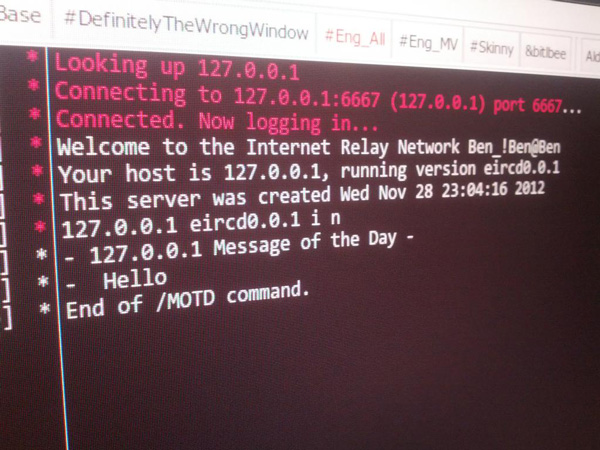 Base #DefinitelyTheWrongWindow #Eng_All #Eng_MV #Skinny &bitlbee
* Looking up 127.0.0.1
* Connecting to 127.0.0.1:6667 (127.0.0.1) port 6667...
* Connected. Now logging in...
* Welcome to the Internet Relay Network Ben_!Ben@Ben
* Your host is 127.0.0.1, running version eircd0.0.1
] * This server was created Wed Nov 28 23:04:16 2012
] * 127.0.0.1 eircd0.0.1 i n
] * - 127.0.0.1 Message of the Day -
] * - Hello
] * End of /MOTD command.